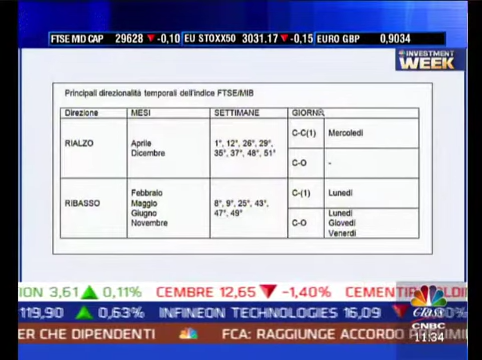 FTSE MID CAP 29628 ▼ -0,10 EU STOXX50 3031,17 ▼ -0,15 EURO GBP 0,9034
INVESTMENT
WEEK
Principali direzionalità temporali dell'indice FTSE/MIB
Direzione MESI SETTIMANE GIORNI
RIALZO
Aprile
Dicembre
1°, 12°, 26°, 29°,
35°, 37°, 48°, 51°
C-C(1) Mercoledì
C-O -
RIBASSO
Febbraio
Maggio
Giugno
Novembre
8°, 9°, 25°, 43°,
47°, 49°
C-(1) Lunedì
C-O Lunedì
Giovedì
Venerdì
ION 3,61 ▲ 0,11% CEMBRE 12,65 ▼ -1,40% CEMENTIR
119,90 ▲ 0,63% INFINEON TECHNOLOGIES 16,09
ER CHE DIPENDENTI FCA: RAGGIUNGE ACCORDO
Class
CNBC
11:34